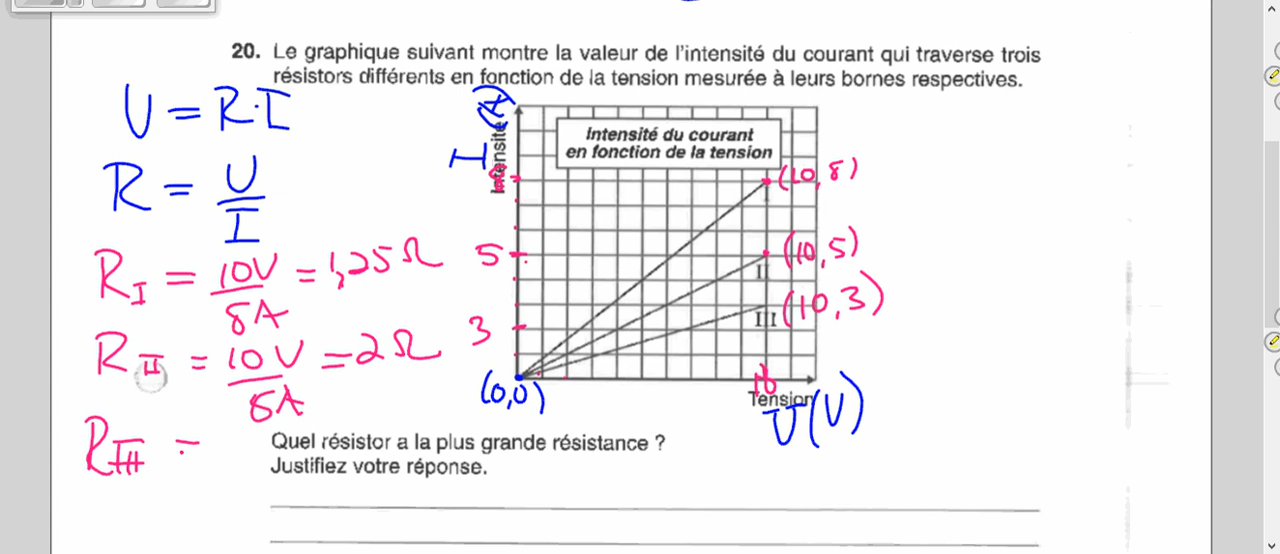 20. Le graphique suivant montre la valeur de l'intensité du courant qui traverse trois
résistors différents en fonction de la tension mesurée à leurs bornes respectives.
U = R·I
R = U/I
R_I = 10V/8A = 1,25 Ω
R_II = 10V/5A = 2 Ω
R_III =
I (A)
Intensité
Intensité du courant
en fonction de la tension
8
(10,8)
5
(10,5)
II
3
III
(10,3)
(0,0)
10
Tension
U(V)
Quel résistor a la plus grande résistance ?
Justifiez votre réponse.